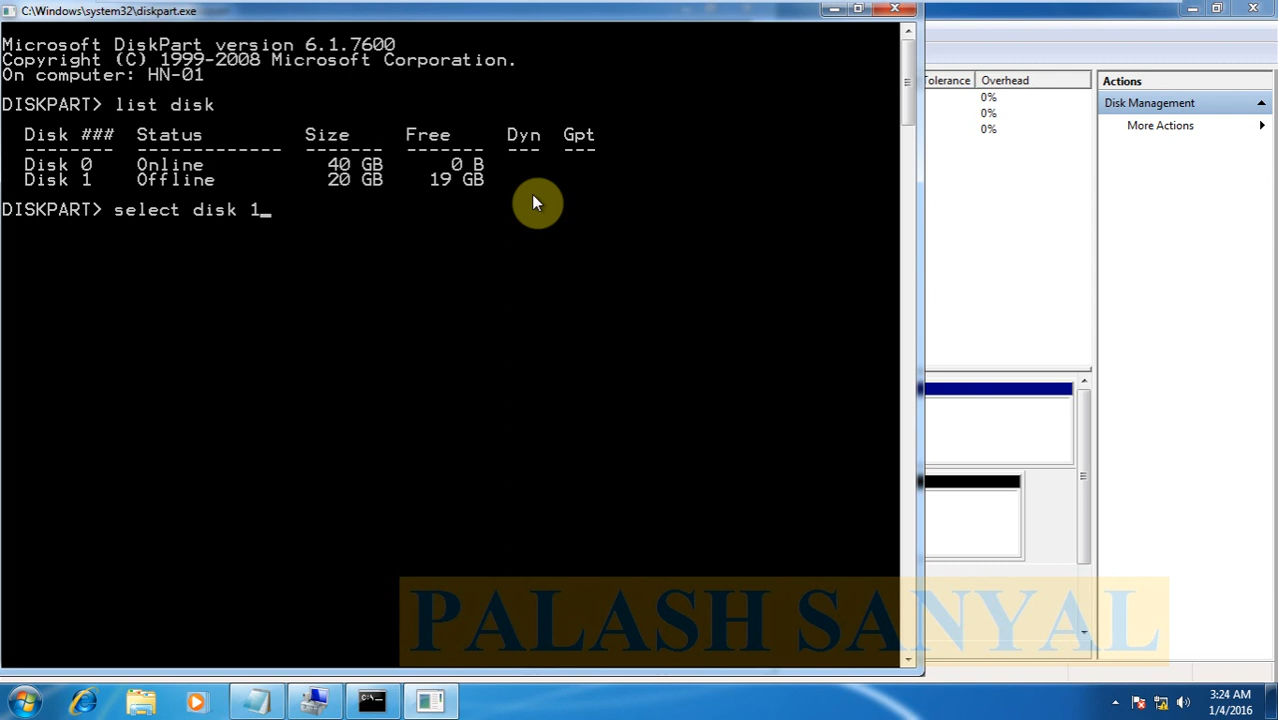 C:\Windows\system32\diskpart.exe
Microsoft DiskPart version 6.1.7600
Copyright (C) 1999-2008 Microsoft Corporation.
On computer: HN-01
DISKPART> list disk
Disk ### Status Size Free Dyn Gpt
-------- ------------- ------- ------- --- ---
Disk 0 Online 40 GB 0 B
Disk 1 Offline 20 GB 19 GB
DISKPART> select disk 1_
Tolerance Overhead
0%
0%
0%
Actions
Disk Management
More Actions
PALASH SANYAL
3:24 AM
1/4/2016